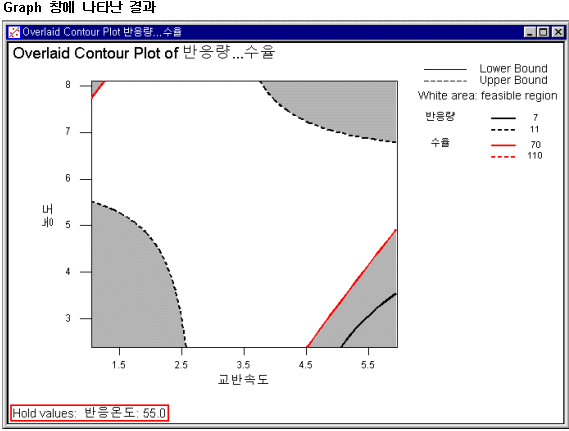 Graph 창에 나타난 결과
Overlaid Contour Plot 반응량...수율
Overlaid Contour Plot of 반응량...수율
Lower Bound
Upper Bound
White area: feasible region
반응량 7
11
수율 70
110
8
7
6
5
4
3
농도
1.5 2.5 3.5 4.5 5.5
교반속도
Hold values: 반응온도: 55.0